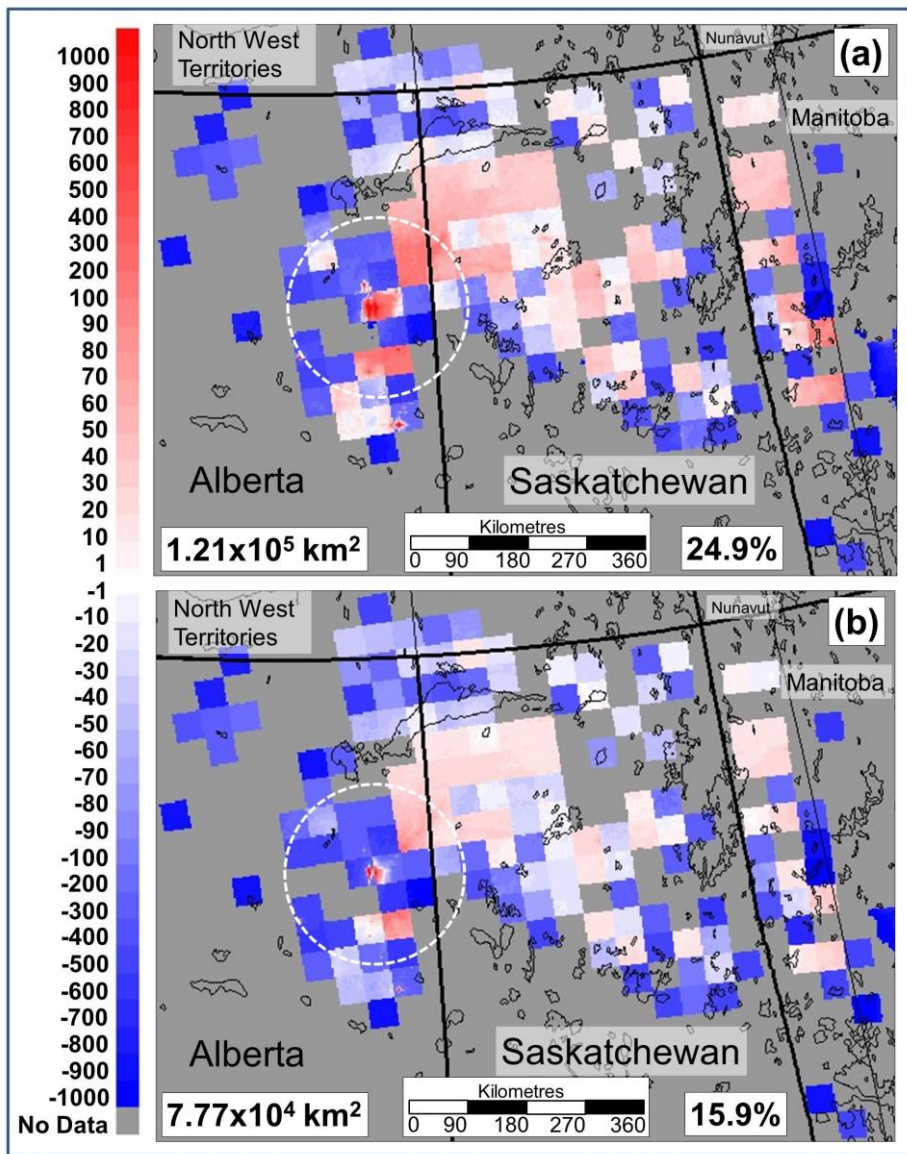 1000
900
800
700
600
500
400
300
200
100
90
80
70
60
50
40
30
20
10
1
-1
-10
-20
-30
-40
-50
-60
-70
-80
-90
-100
-200
-300
-400
-500
-600
-700
-800
-900
-1000
No Data
North West
Territories
Nunavut
(a)
Manitoba
Alberta
Saskatchewan
1.21x10⁵ km²
Kilometres
0 90 180 270 360
24.9%
North West
Territories
Nunavut
(b)
Manitoba
Alberta
Saskatchewan
7.77x10⁴ km²
Kilometres
0 90 180 270 360
15.9%